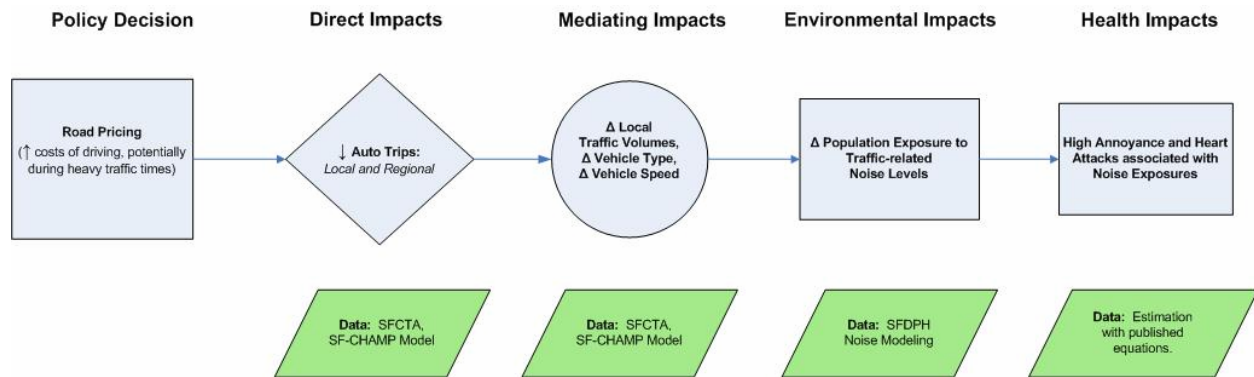 Policy Decision
Direct Impacts
Mediating Impacts
Environmental Impacts
Health Impacts
Road Pricing
(↑ costs of driving, potentially
during heavy traffic times)
↓ Auto Trips:
Local and Regional
Δ Local
Traffic Volumes,
Δ Vehicle Type,
Δ Vehicle Speed
Δ Population Exposure to
Traffic-related
Noise Levels
High Annoyance and Heart
Attacks associated with
Noise Exposures
Data: SFCTA,
SF-CHAMP Model
Data: SFCTA,
SF-CHAMP Model
Data: SFDPH
Noise Modeling
Data: Estimation
with published
equations.